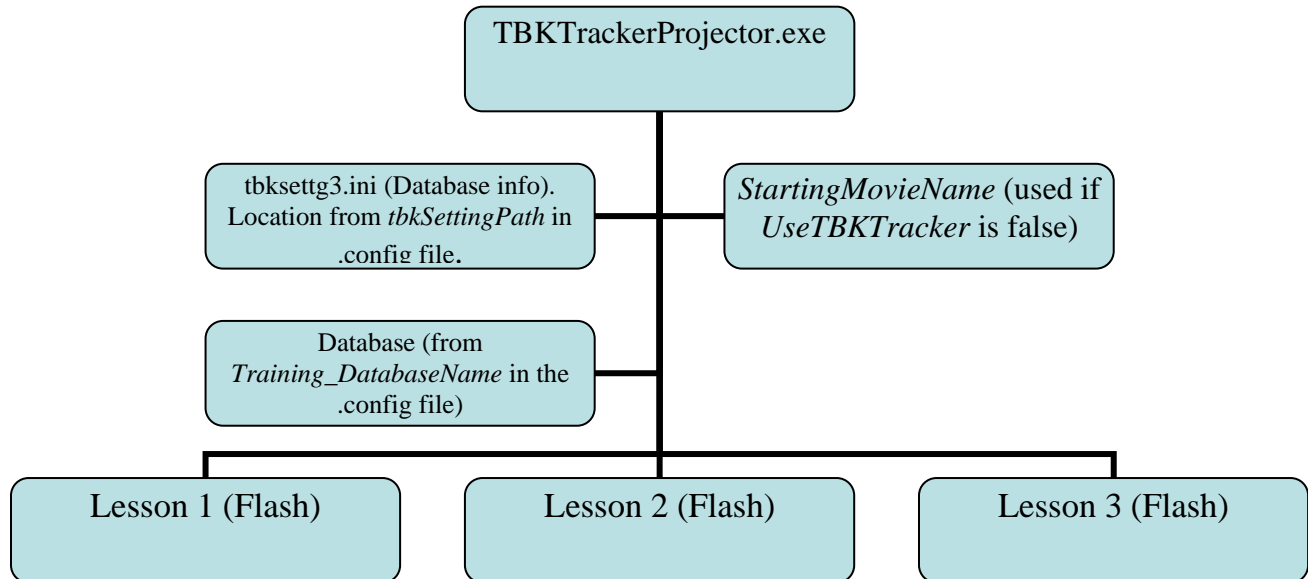 TBKTrackerProjector.exe
tbksettg3.ini (Database info).
Location from tbkSettingPath in
.config file.
StartingMovieName (used if
UseTBKTracker is false)
Database (from
Training_DatabaseName in the
.config file)
Lesson 1 (Flash)
Lesson 2 (Flash)
Lesson 3 (Flash)